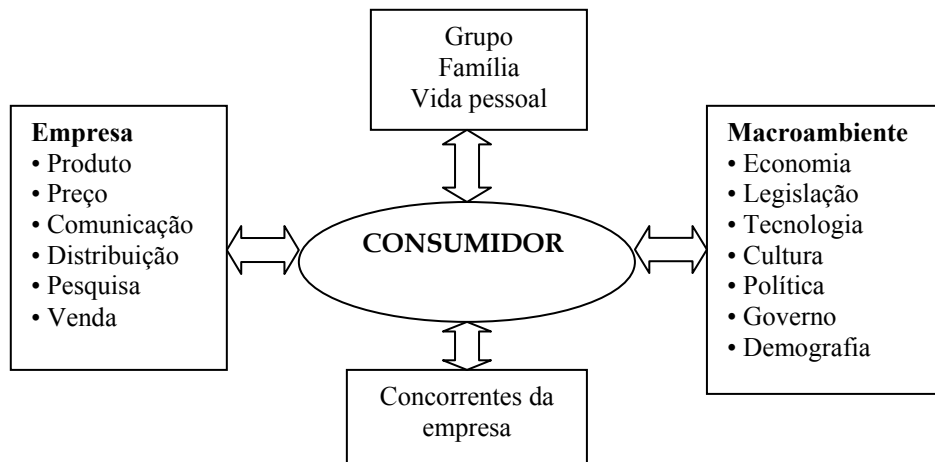 Grupo
Família
Vida pessoal
Empresa
• Produto
• Preço
• Comunicação
• Distribuição
• Pesquisa
• Venda
CONSUMIDOR
Macroambiente
• Economia
• Legislação
• Tecnologia
• Cultura
• Política
• Governo
• Demografia
Concorrentes da
empresa